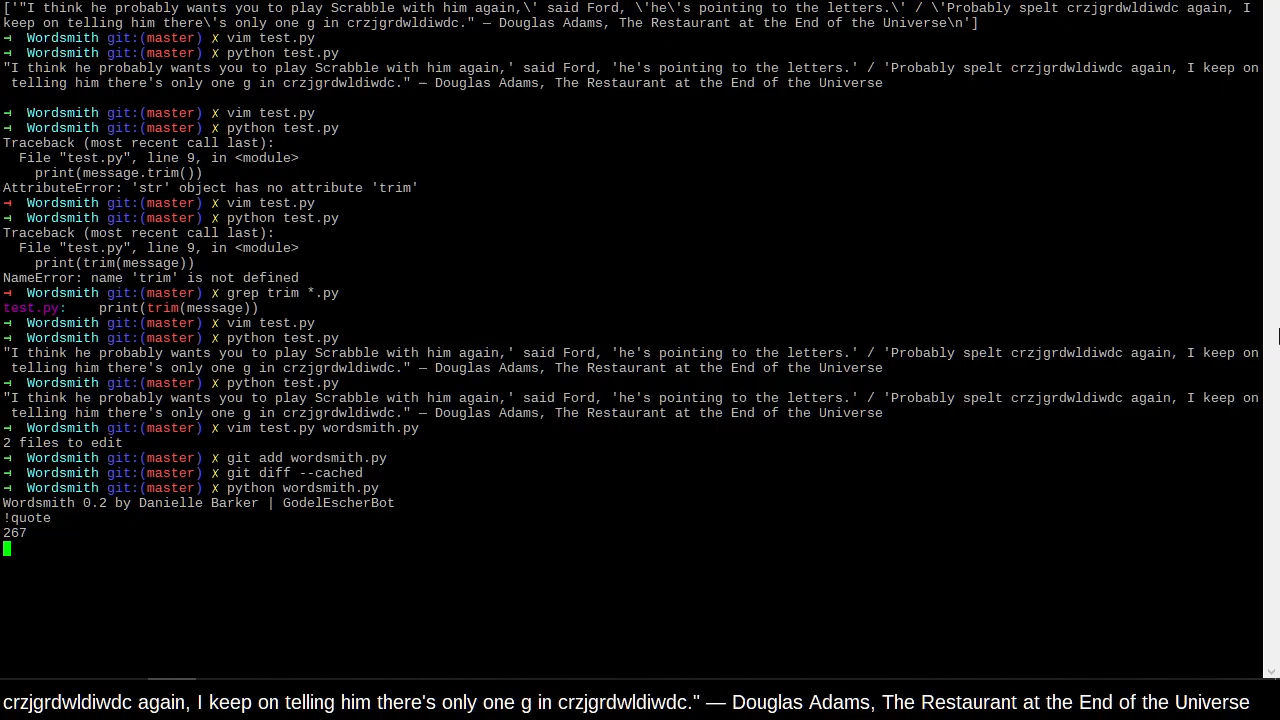 ['"I think he probably wants you to play Scrabble with him again,\' said Ford, \'he\'s pointing to the letters.\' / \'Probably spelt crzjgrdwldiwdc again, I
keep on telling him there\'s only one g in crzjgrdwldiwdc." — Douglas Adams, The Restaurant at the End of the Universe\n']
→ Wordsmith git:(master) ✗ vim test.py
→ Wordsmith git:(master) ✗ python test.py
"I think he probably wants you to play Scrabble with him again,' said Ford, 'he's pointing to the letters.' / 'Probably spelt crzjgrdwldiwdc again, I keep on
telling him there's only one g in crzjgrdwldiwdc." — Douglas Adams, The Restaurant at the End of the Universe
→ Wordsmith git:(master) ✗ vim test.py
→ Wordsmith git:(master) ✗ python test.py
Traceback (most recent call last):
File "test.py", line 9, in <module>
print(message.trim())
AttributeError: 'str' object has no attribute 'trim'
→ Wordsmith git:(master) ✗ vim test.py
→ Wordsmith git:(master) ✗ python test.py
Traceback (most recent call last):
File "test.py", line 9, in <module>
print(trim(message))
NameError: name 'trim' is not defined
→ Wordsmith git:(master) ✗ grep trim *.py
test.py:    print(trim(message))
→ Wordsmith git:(master) ✗ vim test.py
→ Wordsmith git:(master) ✗ python test.py
"I think he probably wants you to play Scrabble with him again,' said Ford, 'he's pointing to the letters.' / 'Probably spelt crzjgrdwldiwdc again, I keep on
telling him there's only one g in crzjgrdwldiwdc." — Douglas Adams, The Restaurant at the End of the Universe
→ Wordsmith git:(master) ✗ python test.py
"I think he probably wants you to play Scrabble with him again,' said Ford, 'he's pointing to the letters.' / 'Probably spelt crzjgrdwldiwdc again, I keep on
telling him there's only one g in crzjgrdwldiwdc." — Douglas Adams, The Restaurant at the End of the Universe
→ Wordsmith git:(master) ✗ vim test.py wordsmith.py
2 files to edit
→ Wordsmith git:(master) ✗ git add wordsmith.py
→ Wordsmith git:(master) ✗ git diff --cached
→ Wordsmith git:(master) ✗ python wordsmith.py
Wordsmith 0.2 by Danielle Barker | GodelEscherBot
!quote
267
crzjgrdwldiwdc again, I keep on telling him there's only one g in crzjgrdwldiwdc." — Douglas Adams, The Restaurant at the End of the Universe